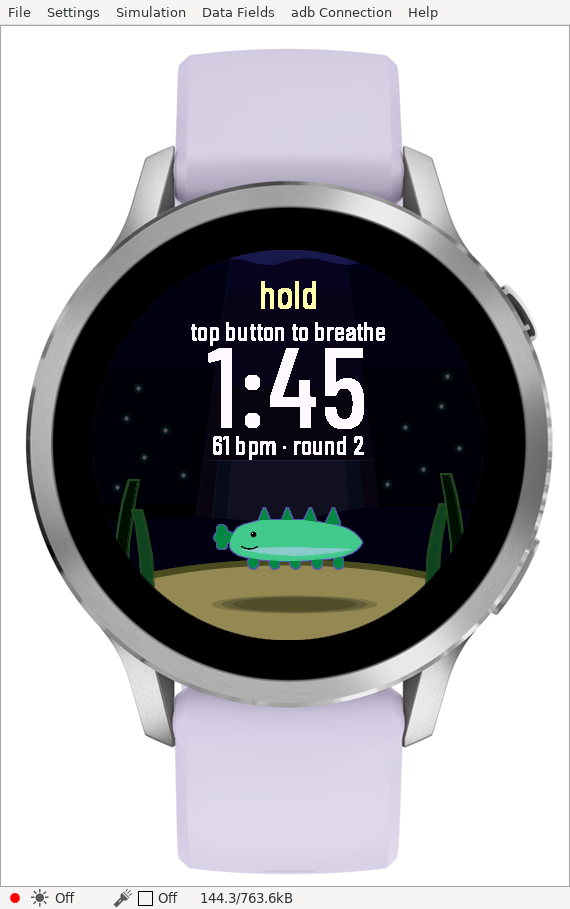 File Settings Simulation Data Fields adb Connection Help
hold
top button to breathe
1:45
61 bpm · round 2
Off Off 144.3/763.6kB